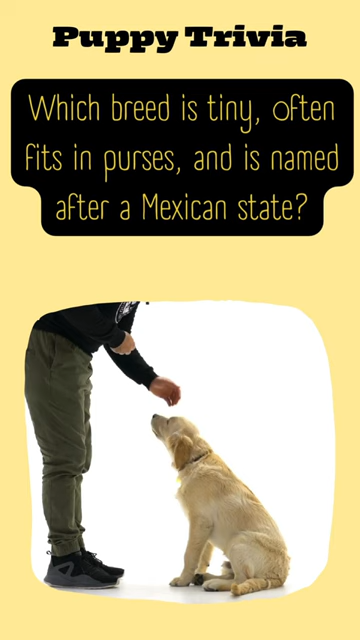 Puppy Trivia
Which breed is tiny, often
fits in purses, and is named
after a Mexican state?